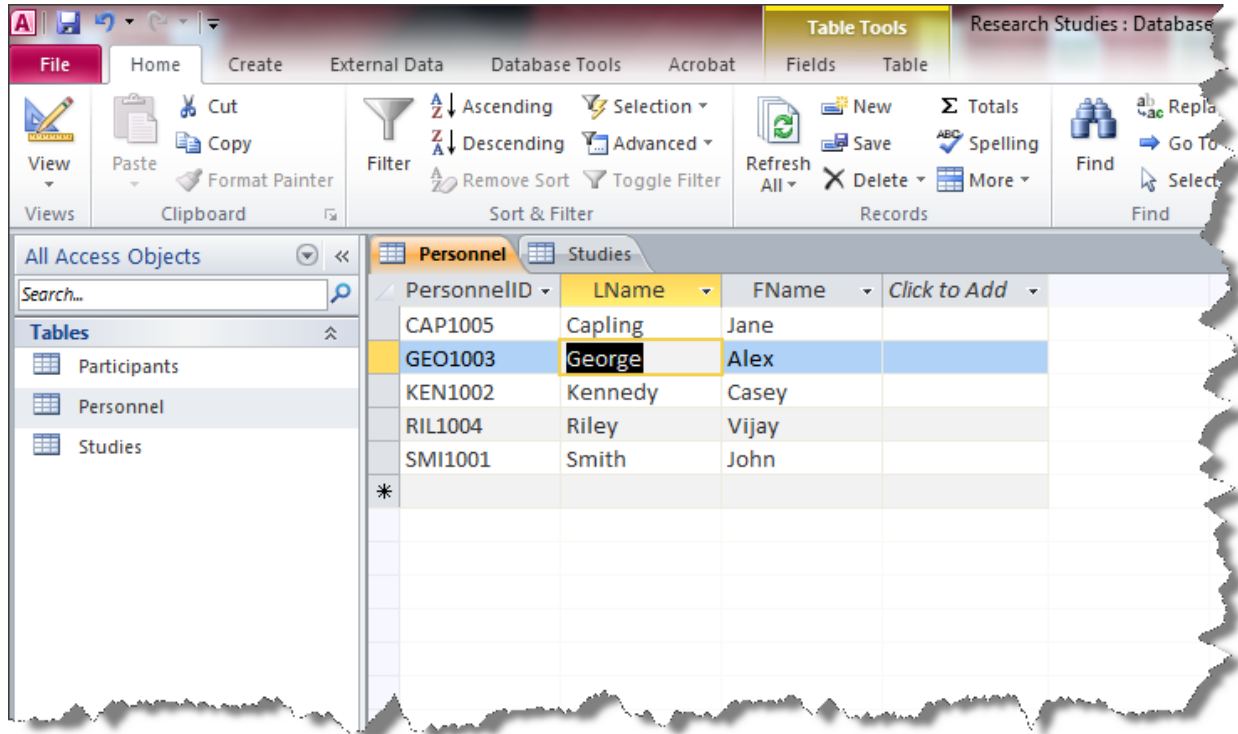 A
Table Tools Research Studies : Database
File Home Create External Data Database Tools Acrobat Fields Table
View
Views
Paste
Cut
Copy
Format Painter
Clipboard
Filter
Ascending
Descending
Remove Sort
Selection
Advanced
Toggle Filter
Sort & Filter
Refresh
All
New
Save
Delete
Totals
Spelling
More
Records
Find
Repla
Go To
Select
Find
All Access Objects
Search...
Tables
Participants
Personnel
Studies
Personnel Studies
PersonnelID LName FName Click to Add
CAP1005 Capling Jane
GEO1003 George Alex
KEN1002 Kennedy Casey
RIL1004 Riley Vijay
SMI1001 Smith John